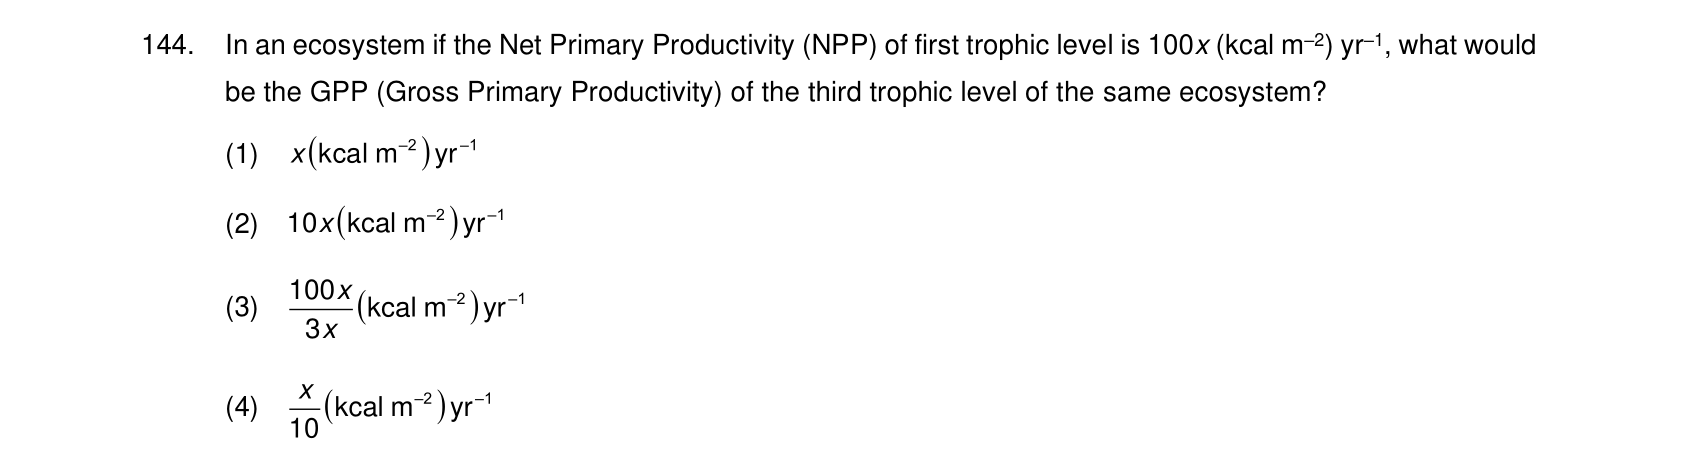 144. In an ecosystem if the Net Primary Productivity (NPP) of first trophic level is 100x (kcal m⁻²) yr⁻¹, what would
be the GPP (Gross Primary Productivity) of the third trophic level of the same ecosystem?
(1) x(kcal m⁻²)yr⁻¹
(2) 10x(kcal m⁻²)yr⁻¹
(3) 100x/3x (kcal m⁻²)yr⁻¹
(4) x/10 (kcal m⁻²)yr⁻¹